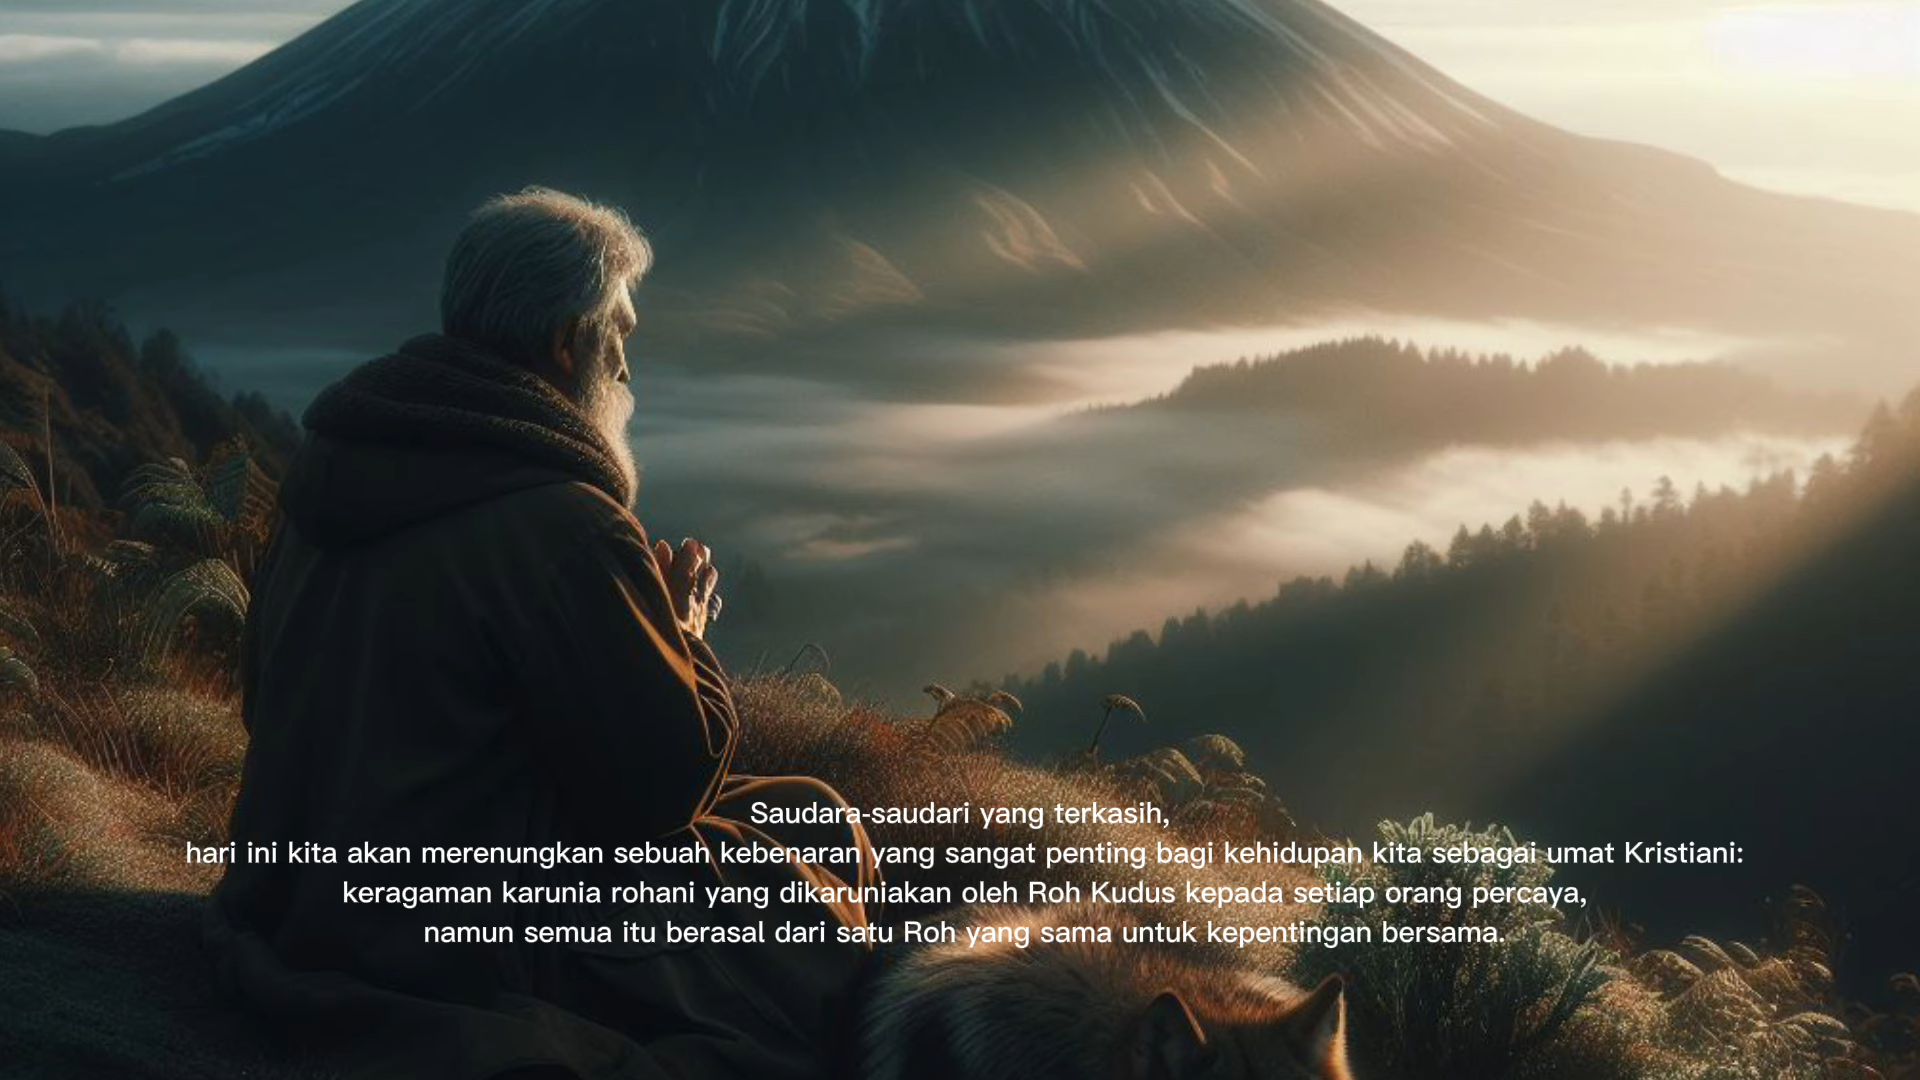 Saudara-saudari yang terkasih,
hari ini kita akan merenungkan sebuah kebenaran yang sangat penting bagi kehidupan kita sebagai umat Kristiani:
keragaman karunia rohani yang dikaruniakan oleh Roh Kudus kepada setiap orang percaya,
namun semua itu berasal dari satu Roh yang sama untuk kepentingan bersama.